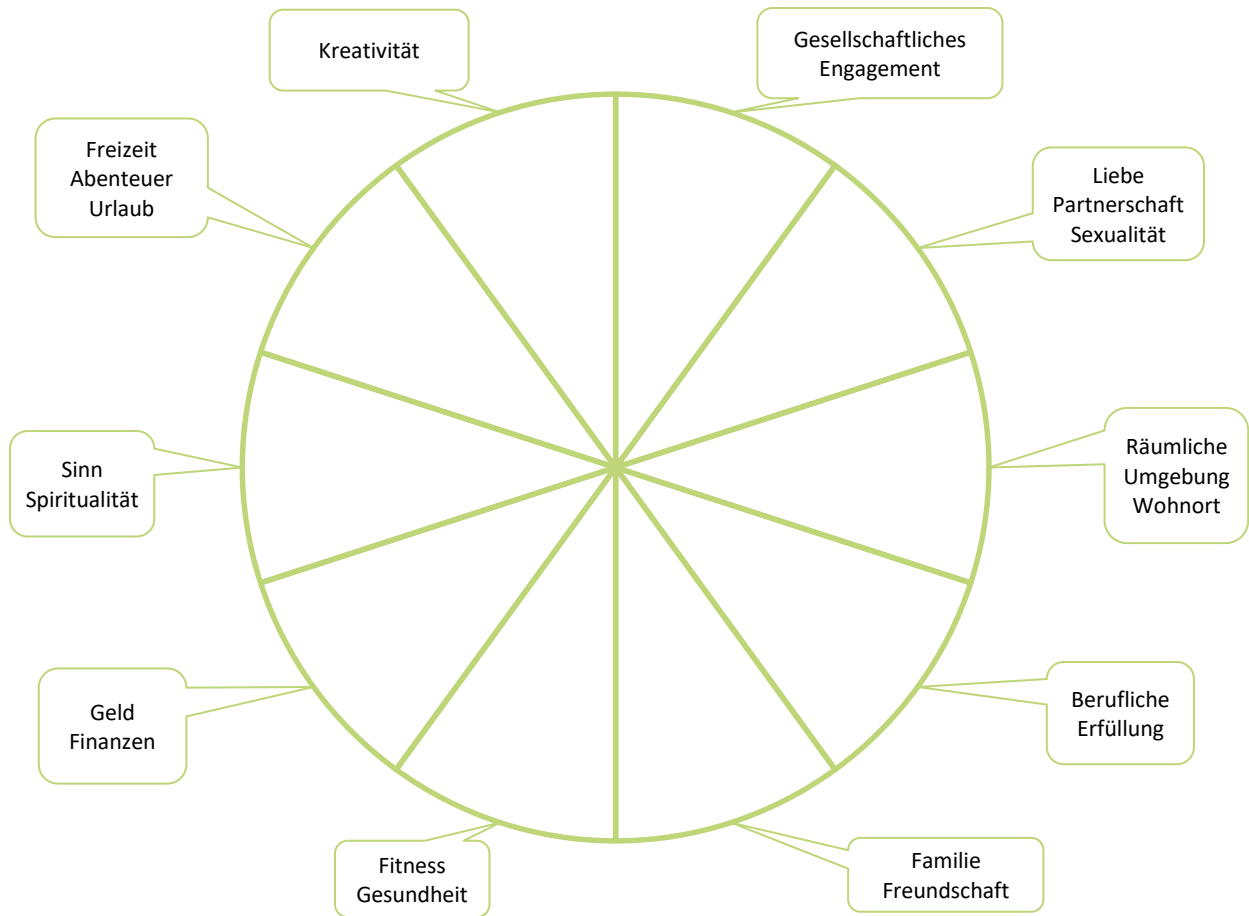 Kreativität
Gesellschaftliches
Engagement
Freizeit
Abenteuer
Urlaub
Liebe
Partnerschaft
Sexualität
Sinn
Spiritualität
Räumliche
Umgebung
Wohnort
Geld
Finanzen
Berufliche
Erfüllung
Fitness
Gesundheit
Familie
Freundschaft